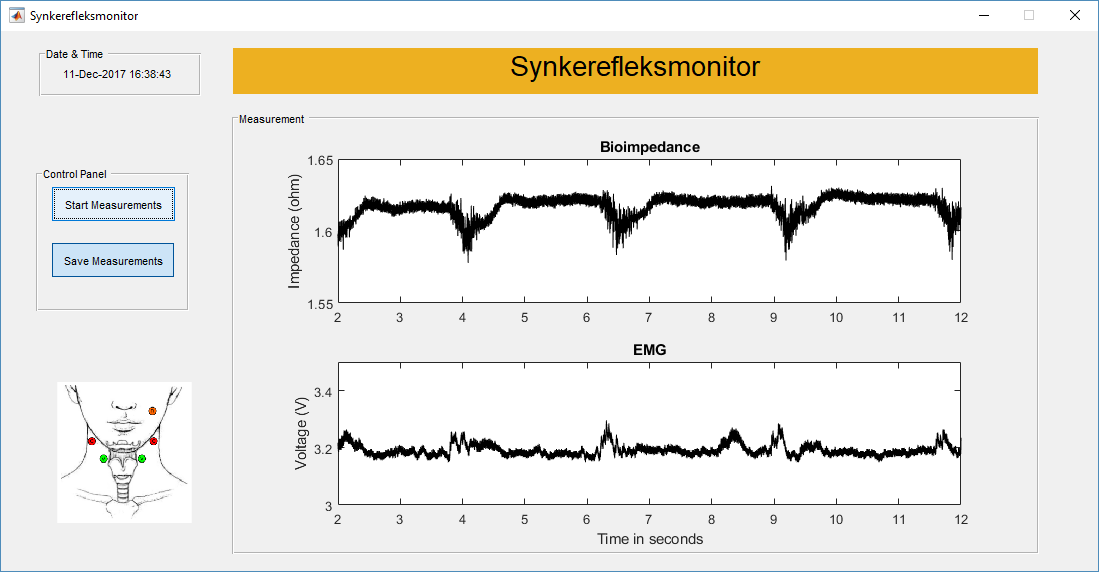 Synkerefleksmonitor
Date & Time
11-Dec-2017 16:38:43
Synkerefleksmonitor
Control Panel
Start Measurements
Save Measurements
Measurement
Bioimpedance
Impedance (ohm)
1.65
1.6
1.55
2 3 4 5 6 7 8 9 10 11 12
EMG
Voltage (V)
3.4
3.2
3
2 3 4 5 6 7 8 9 10 11 12
Time in seconds